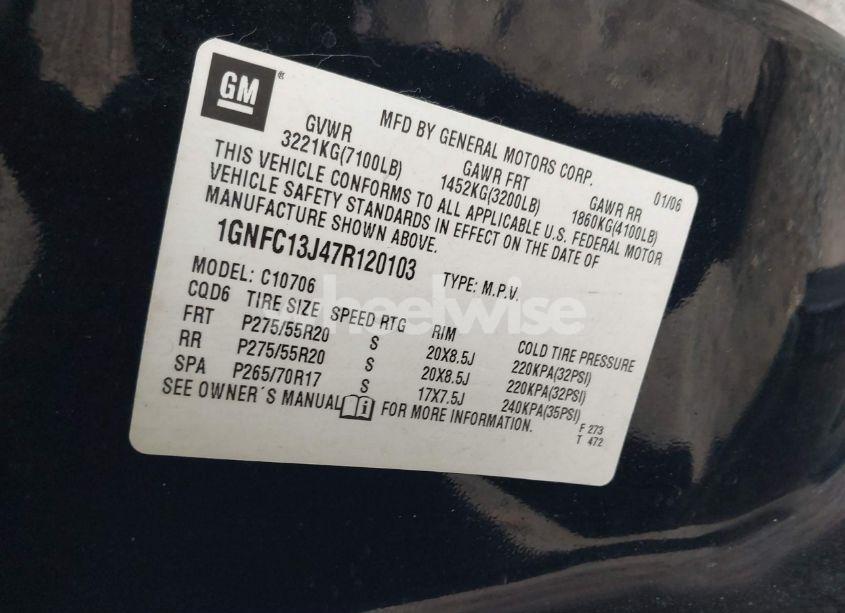 GM®
MFD BY GENERAL MOTORS CORP. 01/06
GVWR GAWR FRT GAWR RR
3221KG(7100LB) 1452KG(3200LB) 1860KG(4100LB)
THIS VEHICLE CONFORMS TO ALL APPLICABLE U.S. FEDERAL MOTOR
VEHICLE SAFETY STANDARDS IN EFFECT ON THE DATE OF
MANUFACTURE SHOWN ABOVE.
1GNFC13J47R120103 TYPE: M.P.V.
MODEL: C10706
CQD6 TIRE SIZE SPEED RTG RIM COLD TIRE PRESSURE
FRT P275/55R20 S 20X8.5J 220KPA(32PSI)
RR P275/55R20 S 20X8.5J 220KPA(32PSI)
SPA P265/70R17 S 17X7.5J 240KPA(35PSI)
SEE OWNER´S MANUAL i FOR MORE INFORMATION.
F 273
T 472
wheelwise